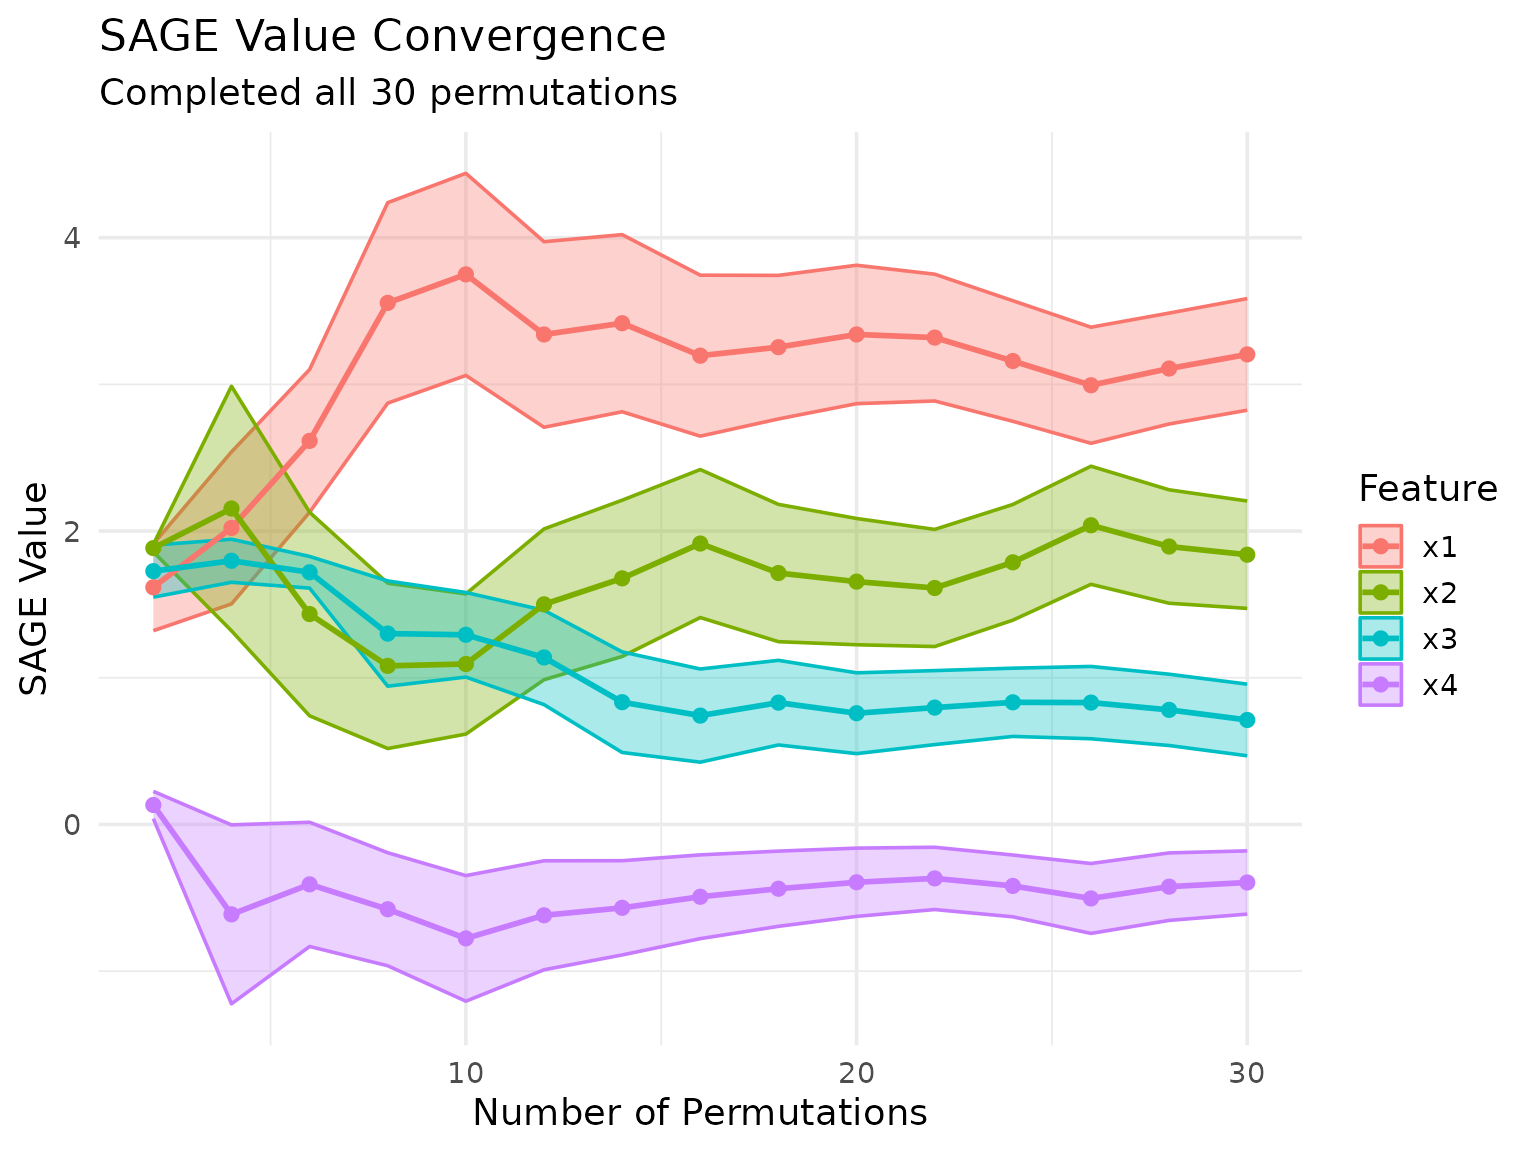 SAGE Value Convergence
Completed all 30 permutations
4
2
0
SAGE Value
10
20
30
Number of Permutations
Feature
x1
x2
x3
x4